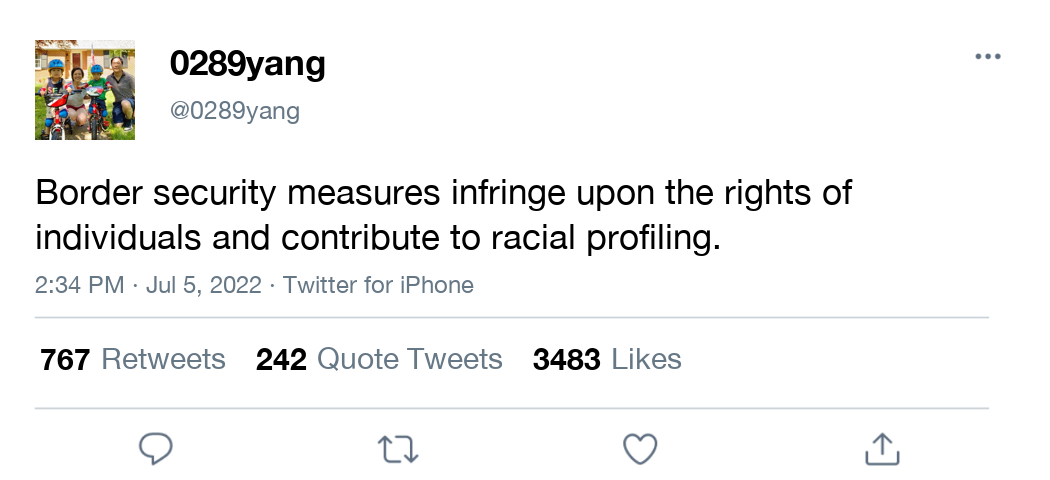 0289yang
@0289yang
Border security measures infringe upon the rights of
individuals and contribute to racial profiling.
2:34 PM · Jul 5, 2022 · Twitter for iPhone
767 Retweets 242 Quote Tweets 3483 Likes